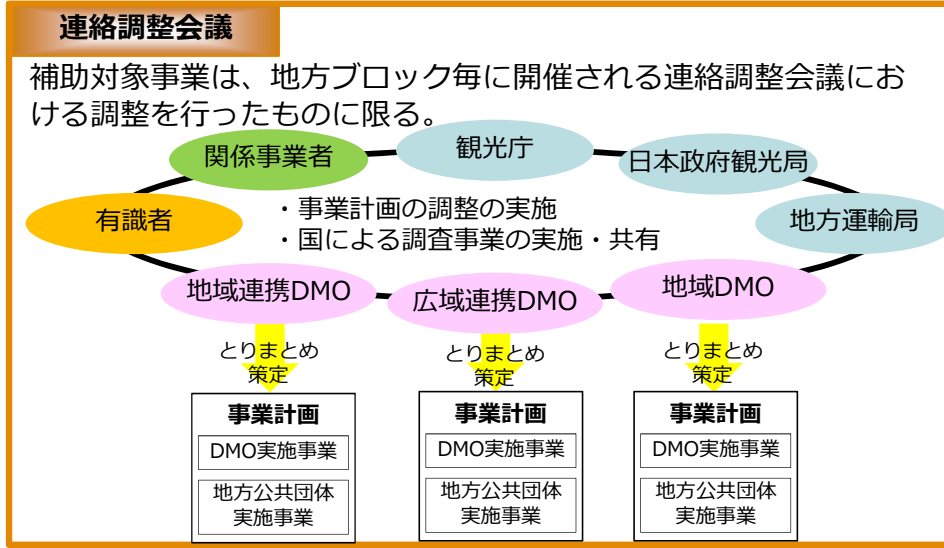 連絡調整会議
補助対象事業は、地方ブロック毎に開催される連絡調整会議にお
ける調整を行ったものに限る。
関係事業者
観光庁
日本政府観光局
有識者
地方運輸局
・事業計画の調整の実施
・国による調査事業の実施・共有
地域連携DMO
広域連携DMO
地域DMO
とりまとめ
策定
とりまとめ
策定
とりまとめ
策定
事業計画
DMO実施事業
地方公共団体
実施事業
事業計画
DMO実施事業
地方公共団体
実施事業
事業計画
DMO実施事業
地方公共団体
実施事業